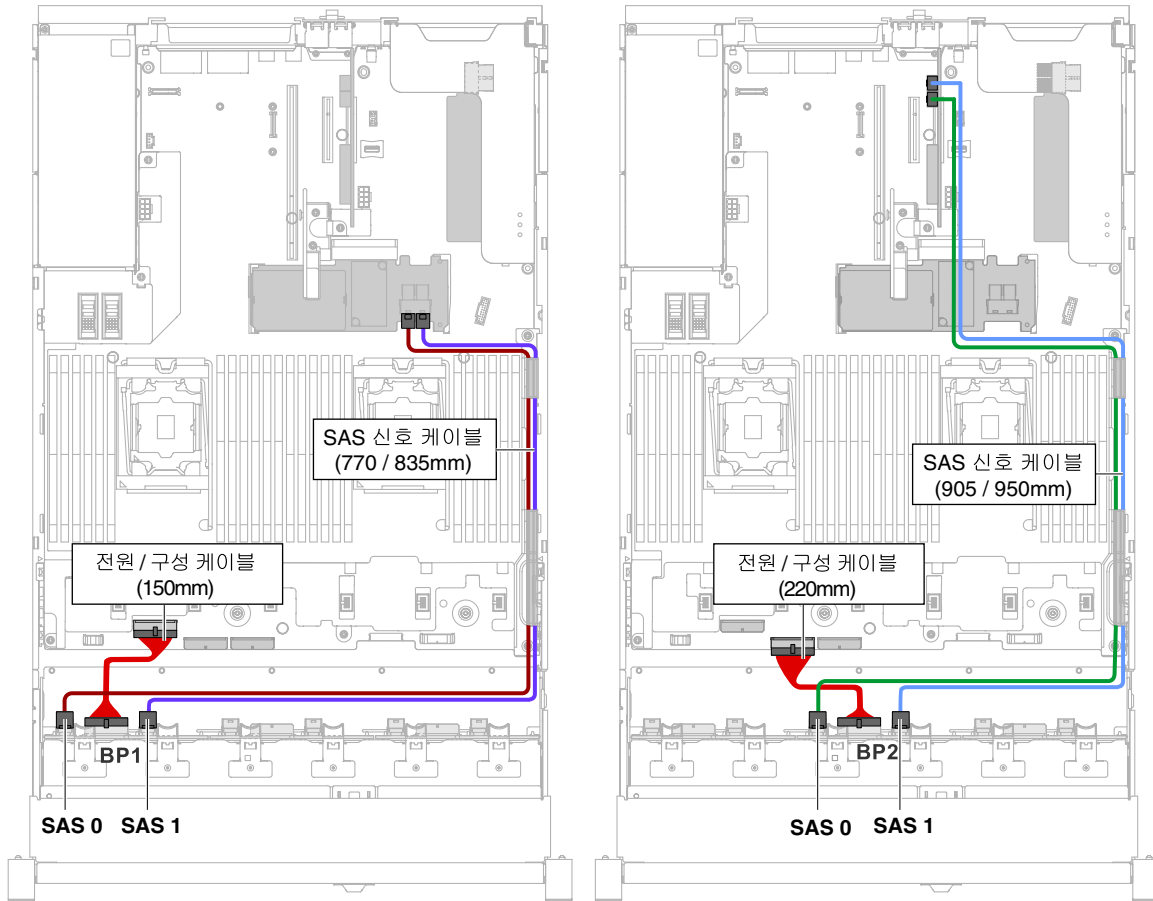 SAS 신호 케이블
(770 / 835mm)
전원 / 구성 케이블
(150mm)
BP1
SAS 0
SAS 1
SAS 신호 케이블
(905 / 950mm)
전원 / 구성 케이블
(220mm)
BP2
SAS 0
SAS 1